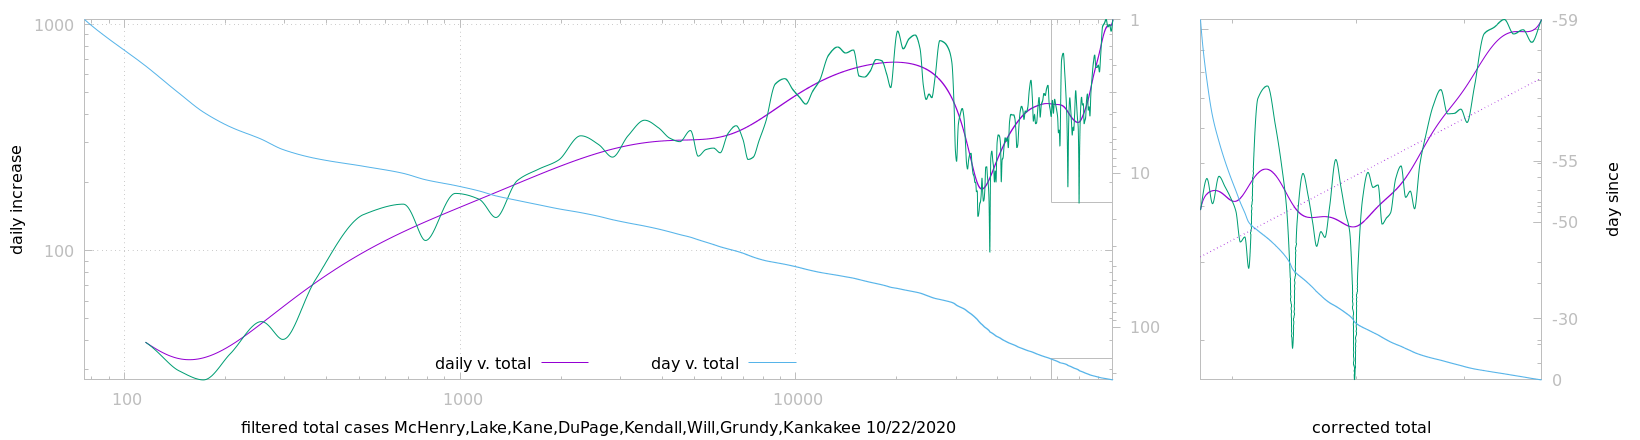 1000
100
daily increase
daily v. total
day v. total
100
1000
10000
1
10
100
filtered total cases McHenry,Lake,Kane,DuPage,Kendall,Will,Grundy,Kankakee 10/22/2020
-59
-55
-50
-30
0
day since
corrected total